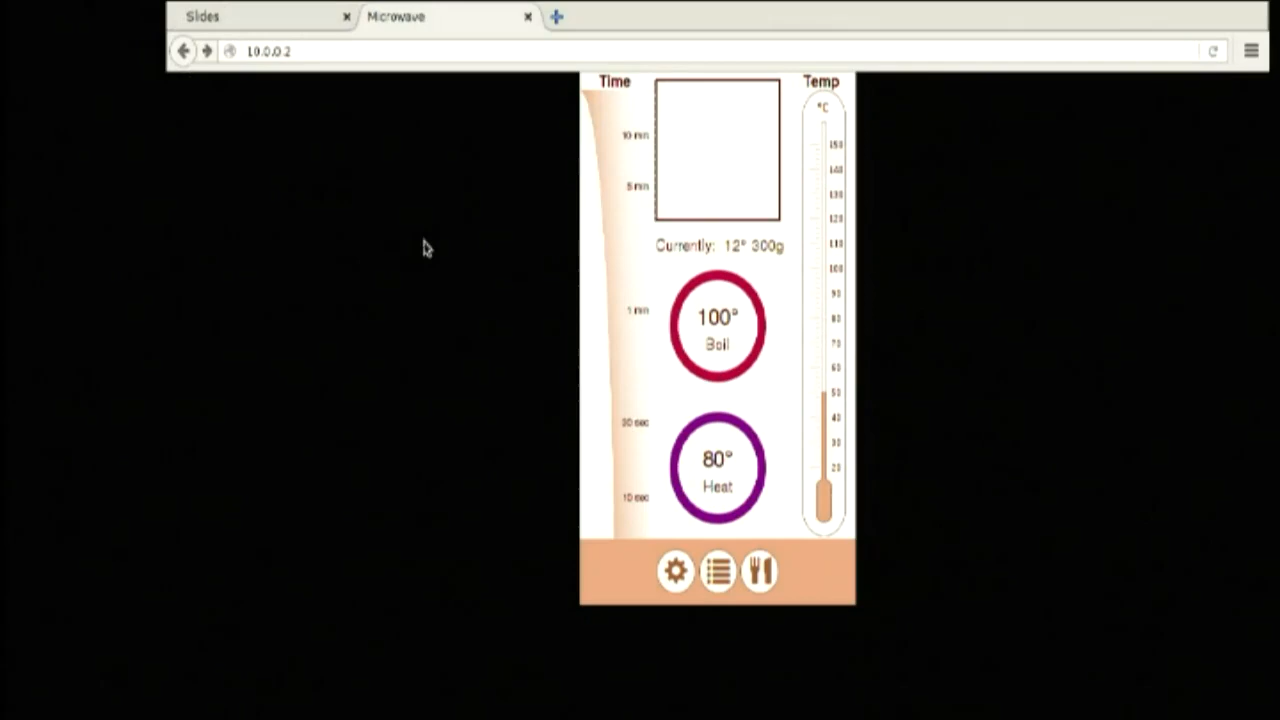 Slides
Microwave
10.0.0.2
Time
Temp
°C
10 min
5 min
1 min
30 sec
10 sec
Currently: 12° 300g
100°
Boil
80°
Heat
150
140
130
120
110
100
90
80
70
60
50
40
30
20